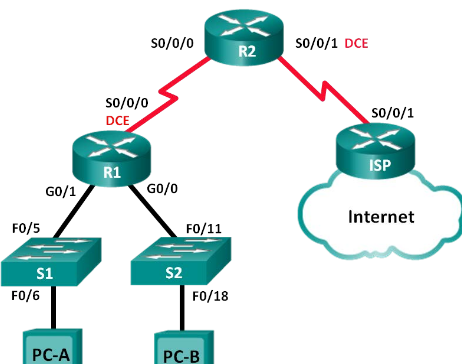 S0/0/0
R2
S0/0/1 DCE
S0/0/0
DCE
S0/0/1
R1
ISP
G0/1
G0/0
Internet
F0/5
F0/11
S1
S2
F0/6
F0/18
PC-A
PC-B